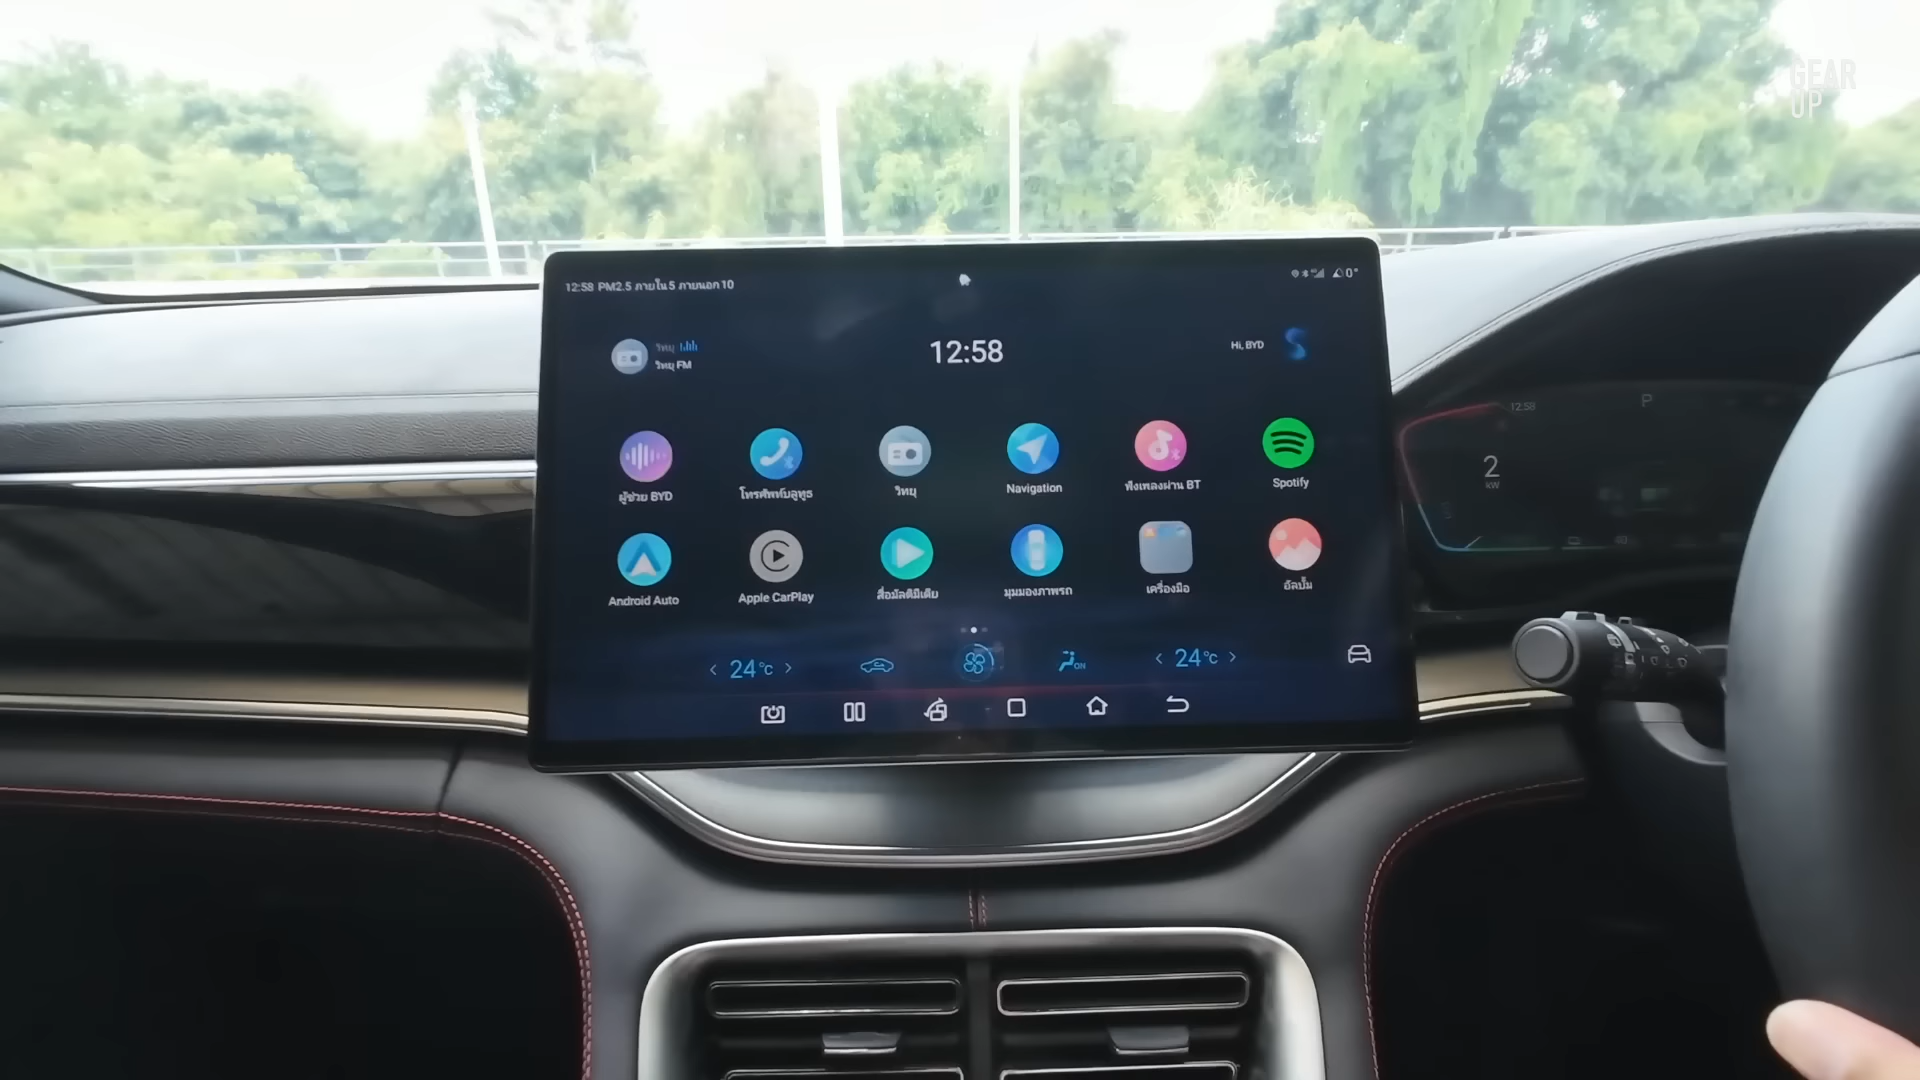 GEAR
UP
12:58 PM2.5 ภายใน 5 ภายนอก 10
0°
วิทยุ
วิทยุ FM
12:58
Hi, BYD
ผู้ช่วย BYD
โทรศัพท์บลูทูธ
วิทยุ
Navigation
ฟังเพลงผ่าน BT
Spotify
Android Auto
Apple CarPlay
สื่อมัลติมีเดีย
มุมมองภาพรถ
เครื่องมือ
อัลบั้ม
24°C
ON
24°C
12:58
P
2
kW